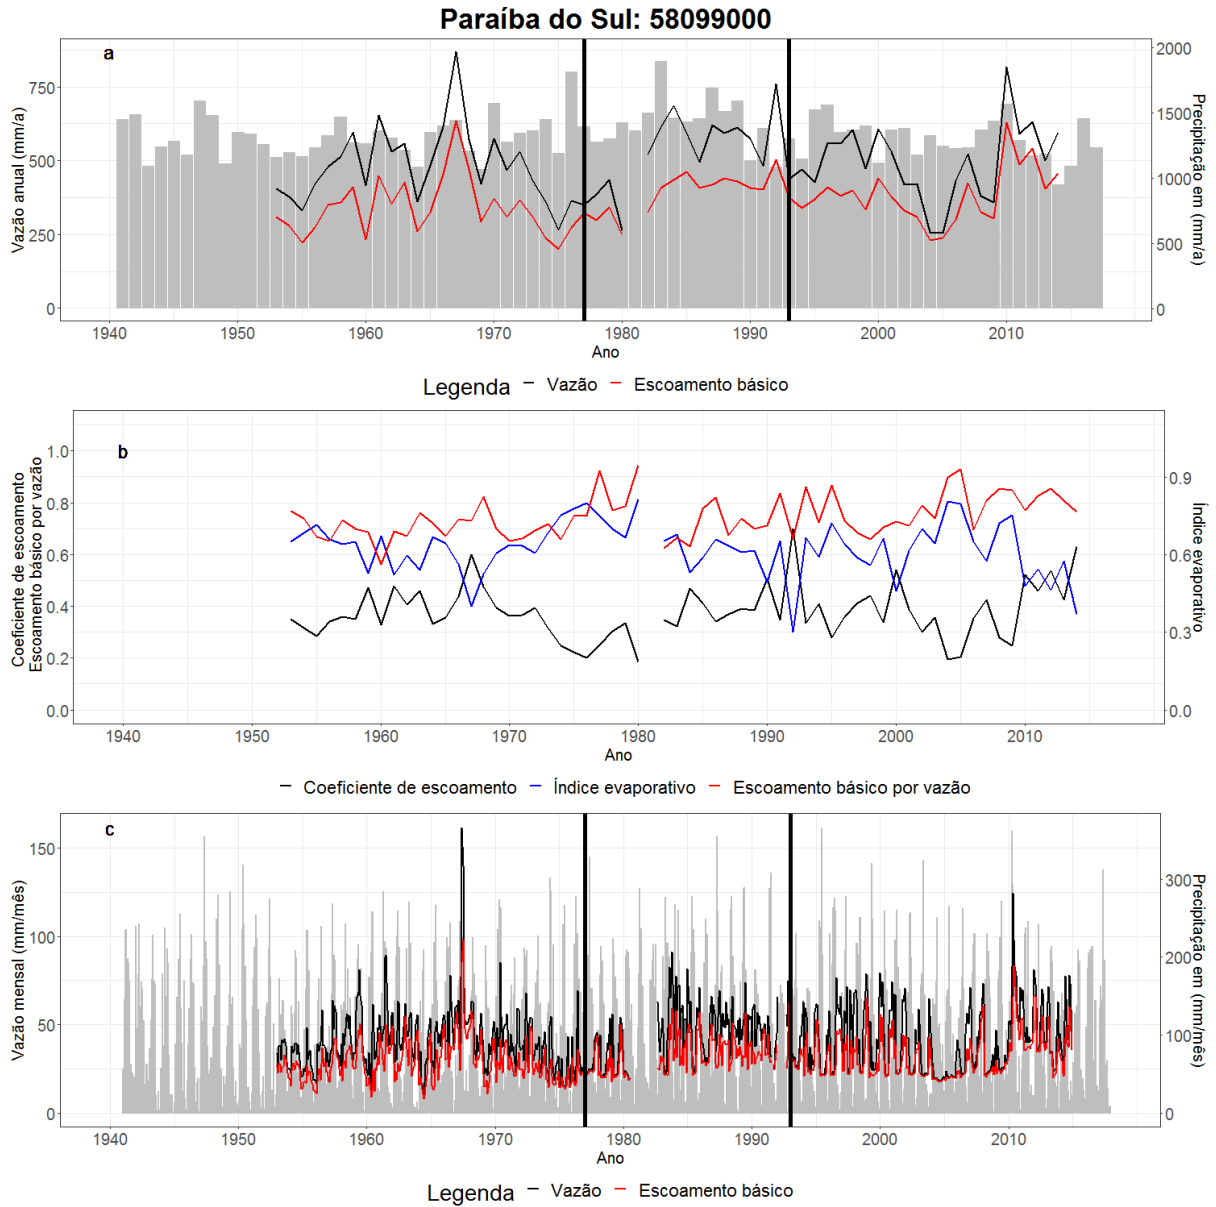 Paraíba do Sul: 58099000
a
Vazão anual (mm/a)
750
500
250
0
2000
1500
1000
500
0
Precipitação em (mm/a)
1940 1950 1960 1970 1980 1990 2000 2010
Ano
Legenda Vazão Escoamento básico
b
Coeficiente de escoamento
Escoamento básico por vazão
1.0
0.8
0.6
0.4
0.2
0.0
0.9
0.6
0.3
0.0
Índice evaporativo
1940 1950 1960 1970 1980 1990 2000 2010
Ano
Coeficiente de escoamento Índice evaporativo Escoamento básico por vazão
c
Vazão mensal (mm/mês)
150
100
50
0
300
200
100
0
Precipitação em (mm/mês)
1940 1950 1960 1970 1980 1990 2000 2010
Ano
Legenda Vazão Escoamento básico